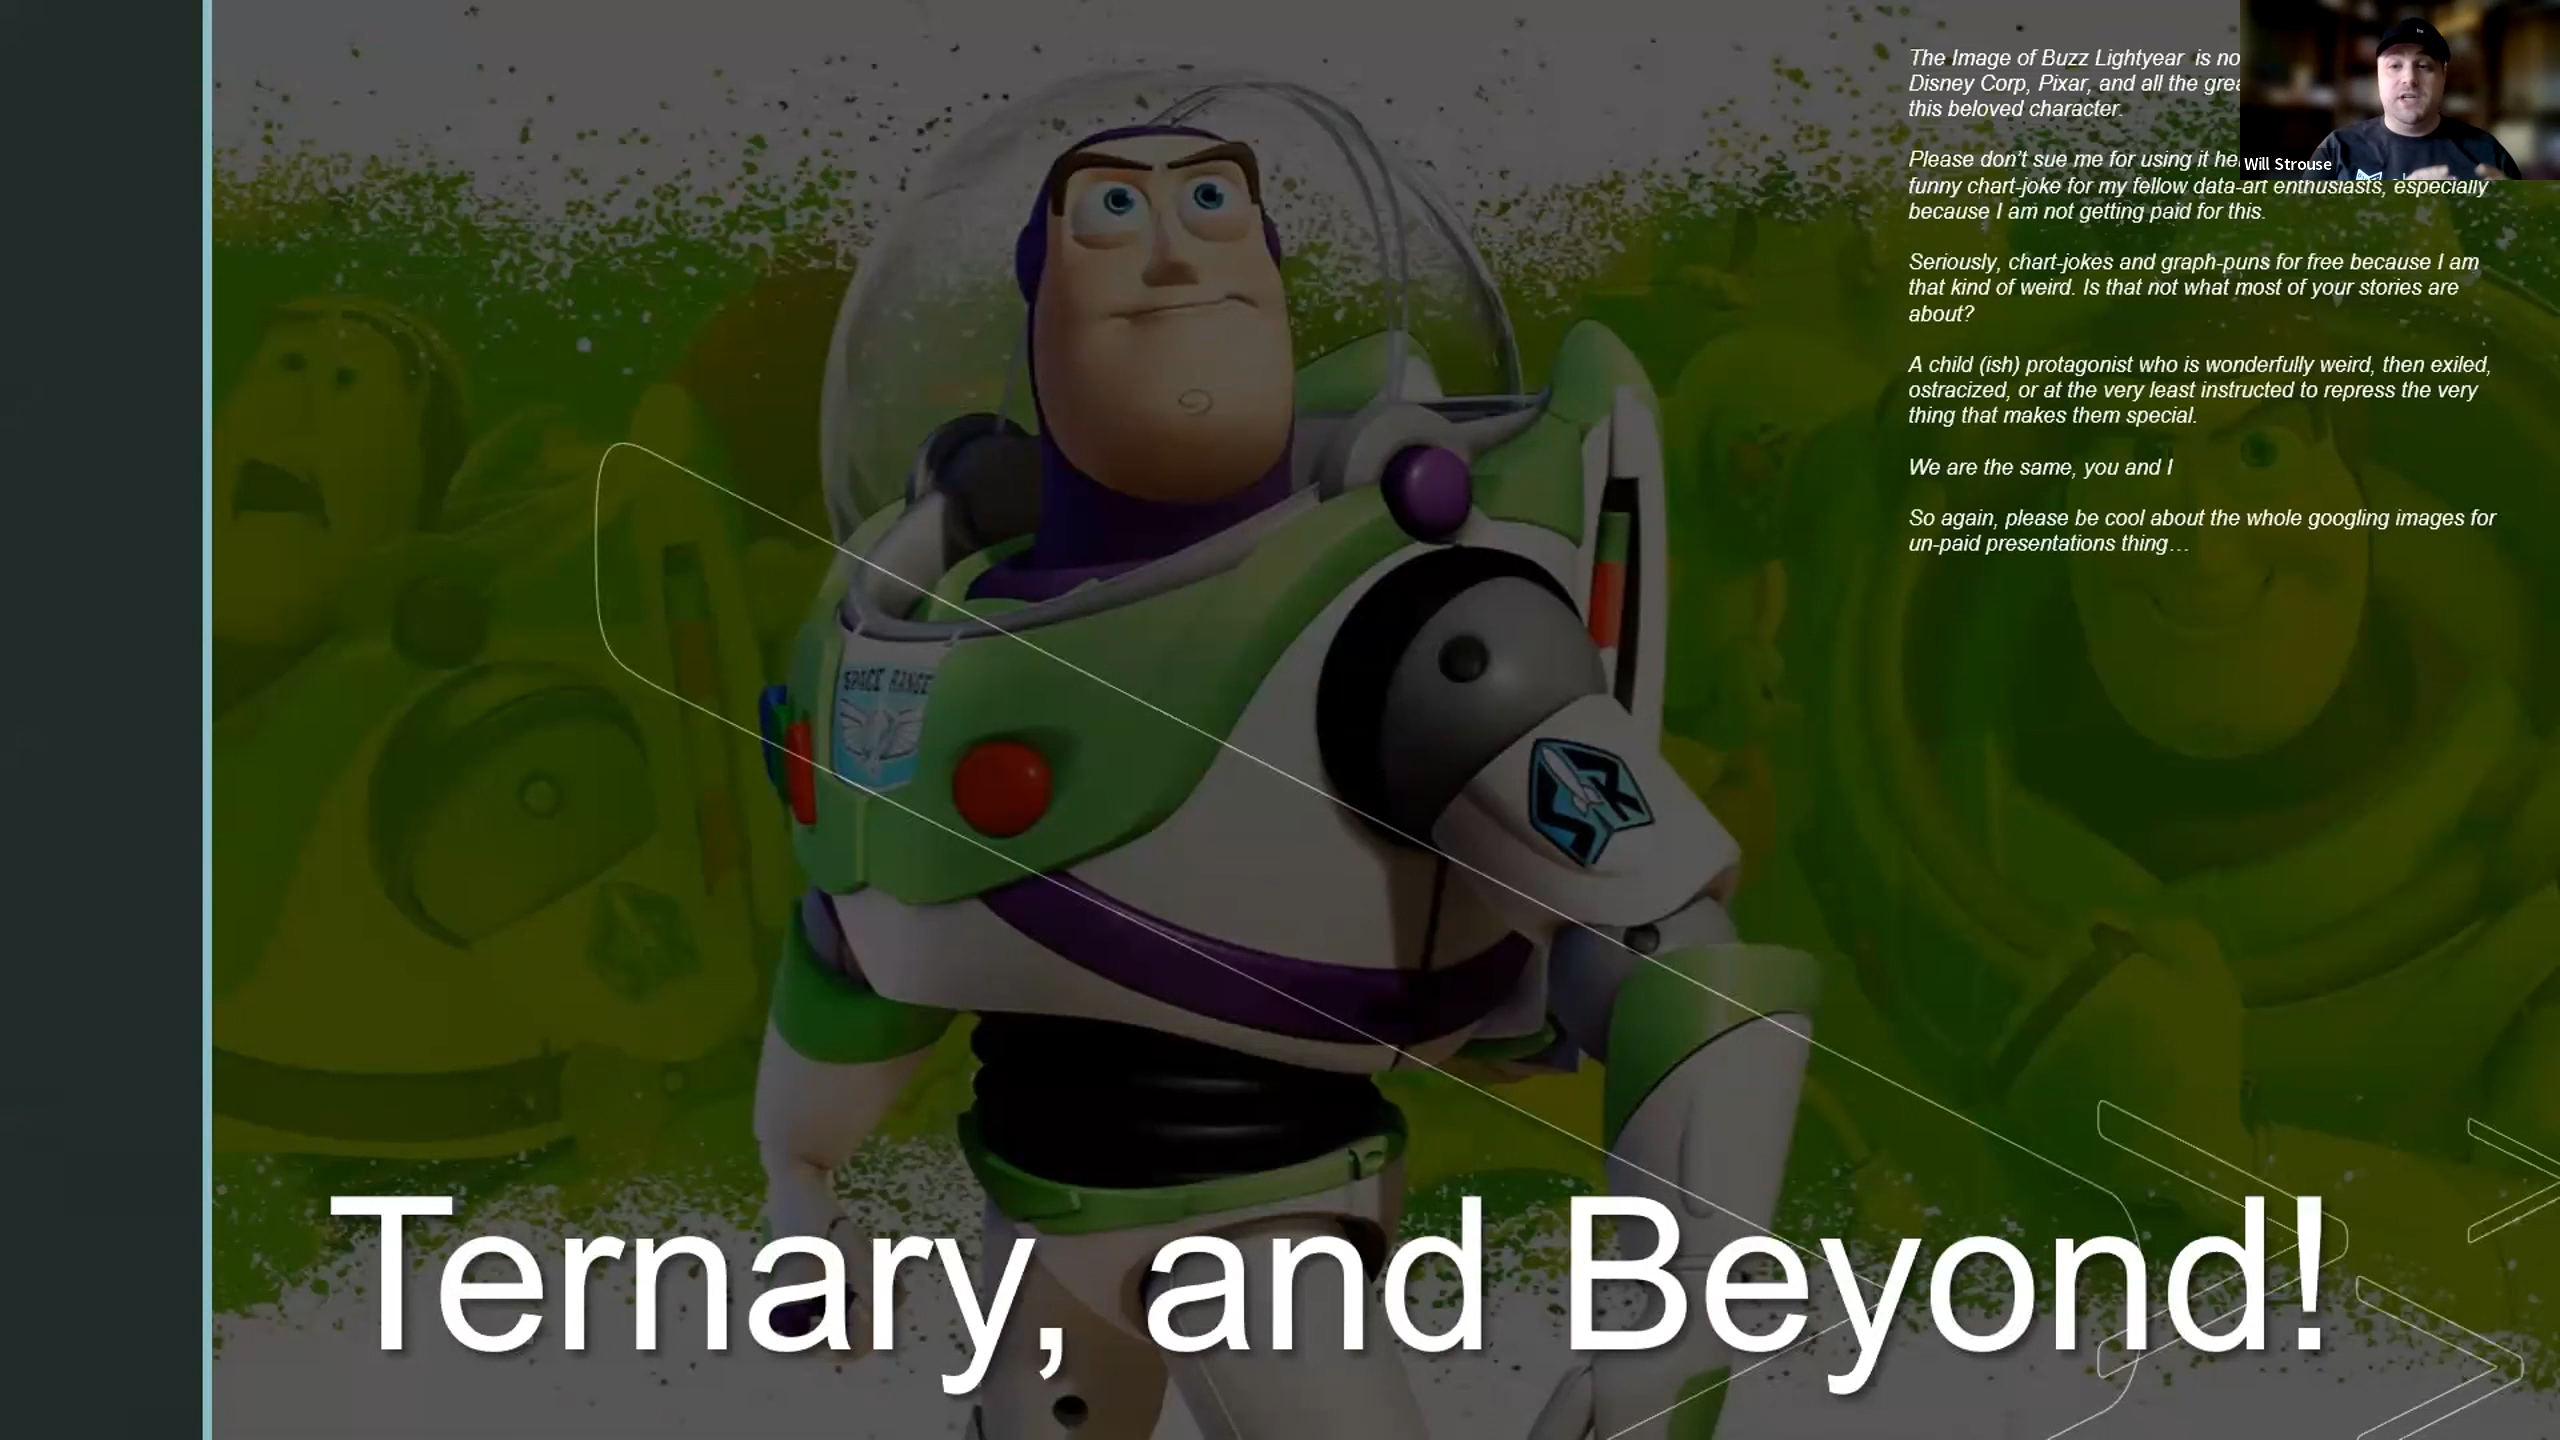 The Image of Buzz Lightyear is no
Disney Corp, Pixar, and all the grea
this beloved character.
Please don't sue me for using it he
funny chart-joke for my fellow data-art enthusiasts, especially
because I am not getting paid for this.
Seriously, chart-jokes and graph-puns for free because I am
that kind of weird. Is that not what most of your stories are
about?
A child (ish) protagonist who is wonderfully weird, then exiled,
ostracized, or at the very least instructed to repress the very
thing that makes them special.
We are the same, you and I
So again, please be cool about the whole googling images for
un-paid presentations thing…
Will Strouse
SPACE RANGE
SR
Ternary, and Beyond!